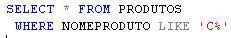 SELECT * FROM PRODUTOS
WHERE NOMEPRODUTO LIKE 'C%'